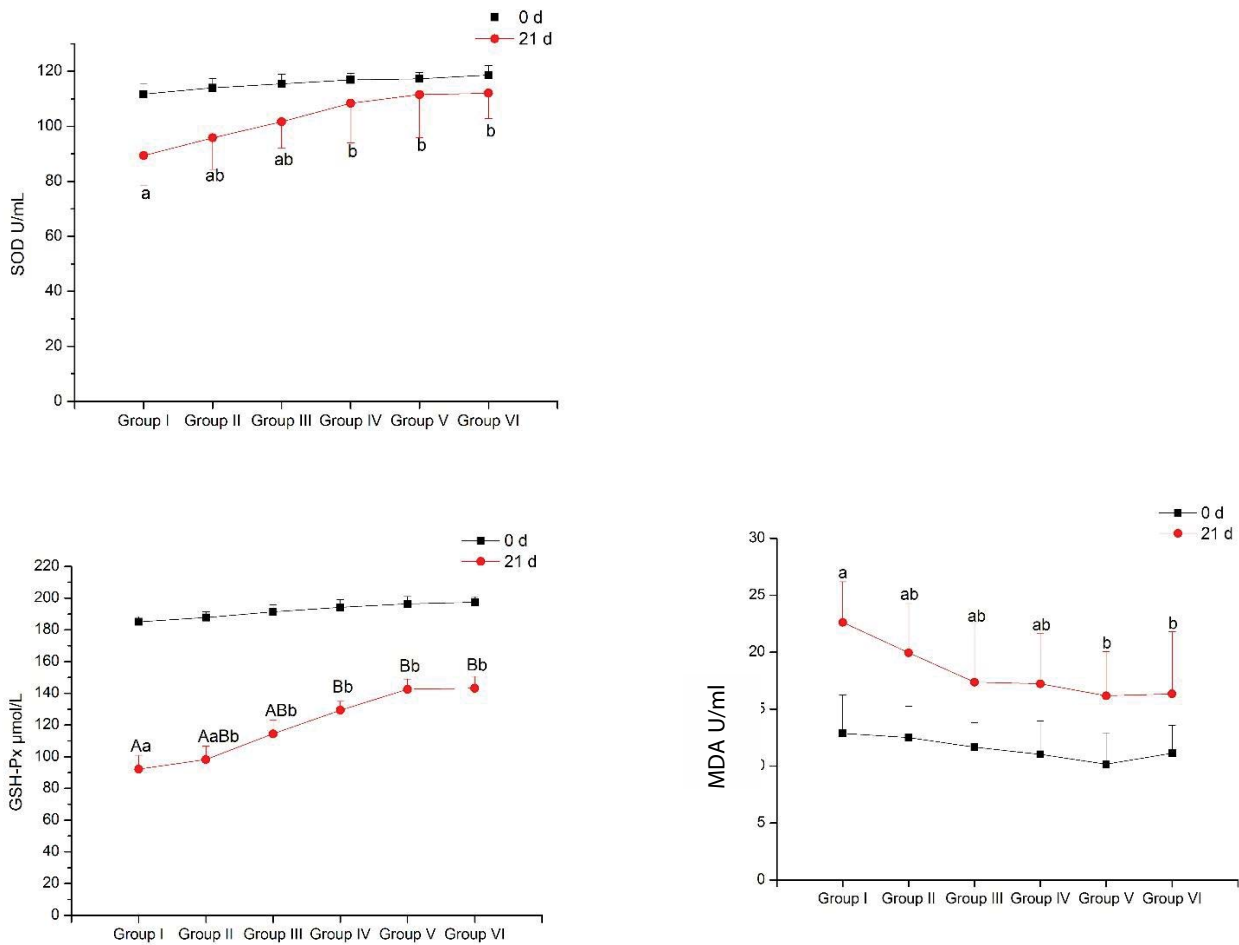 0 d
21 d
120
100
80
60
40
20
0
SOD U/mL
a
ab
ab
b
b
b
Group I
Group II
Group III
Group IV
Group V
Group VI
0 d
21 d
220
200
180
160
140
120
100
80
60
40
20
0
GSH-Px µmol/L
Aa
AaBb
ABb
Bb
Bb
Bb
Group I
Group II
Group III
Group IV
Group V
Group VI
0 d
21 d
30
25
20
5
0
5
0
MDA U/ml
a
ab
ab
ab
b
b
Group I
Group II
Group III
Group IV
Group V
Group VI